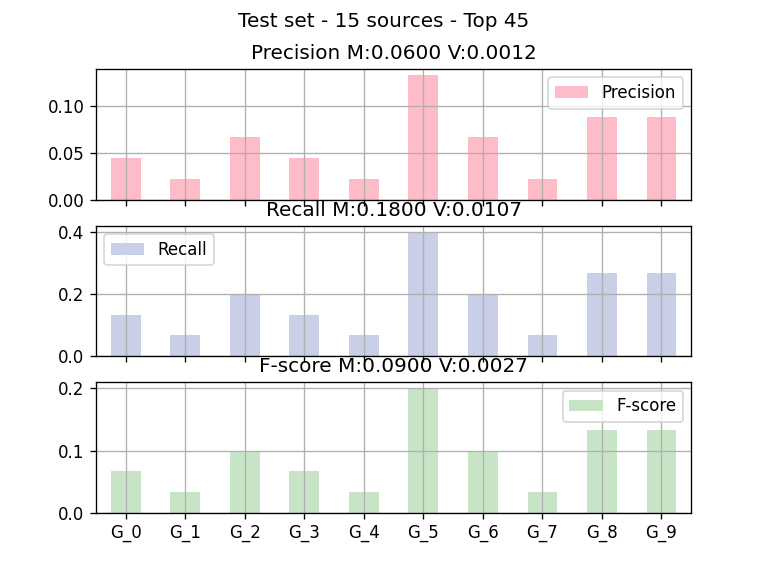 Test set - 15 sources - Top 45
Precision M:0.0600 V:0.0012
Precision
0.10
0.05
0.00
Recall M:0.1800 V:0.0107
Recall
0.4
0.2
0.0
F-score M:0.0900 V:0.0027
F-score
0.2
0.1
0.0
G_0 G_1 G_2 G_3 G_4 G_5 G_6 G_7 G_8 G_9